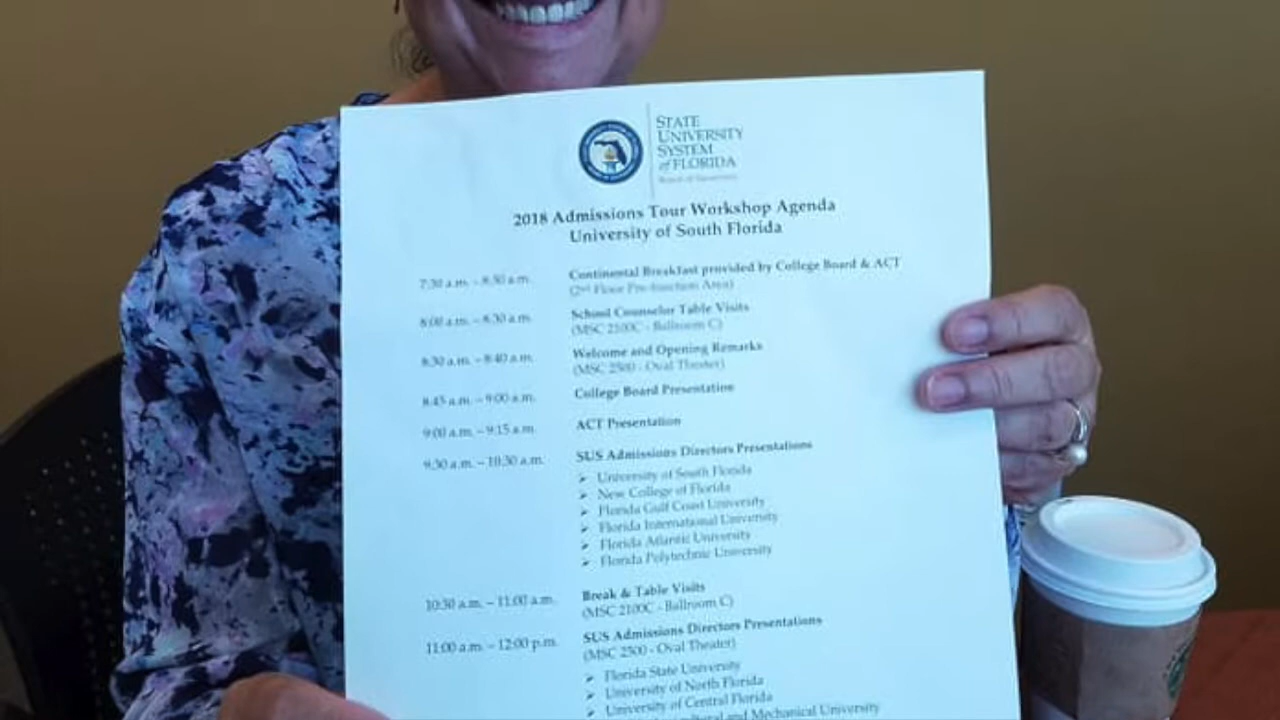 STATE
UNIVERSITY
SYSTEM
of FLORIDA
Board of Governors
2018 Admissions Tour Workshop Agenda
University of South Florida
7:30 a.m. – 8:30 a.m. Continental Breakfast provided by College Board & ACT
(2nd Floor Pre-function Area)
8:00 a.m. – 8:30 a.m. School Counselor Table Visits
(MSC 2100C - Ballroom C)
8:30 a.m. – 8:40 a.m. Welcome and Opening Remarks
(MSC 2500 - Oval Theater)
8:45 a.m. – 9:00 a.m. College Board Presentation
9:00 a.m. – 9:15 a.m. ACT Presentation
9:30 a.m. – 10:30 a.m. SUS Admissions Directors Presentations
➢ University of South Florida
➢ New College of Florida
➢ Florida Gulf Coast University
➢ Florida International University
➢ Florida Atlantic University
➢ Florida Polytechnic University
10:30 a.m. – 11:00 a.m. Break & Table Visits
(MSC 2100C - Ballroom C)
11:00 a.m. – 12:00 p.m. SUS Admissions Directors Presentations
(MSC 2500 - Oval Theater)
➢ Florida State University
➢ University of North Florida
➢ University of Central Florida
and Mechanical University